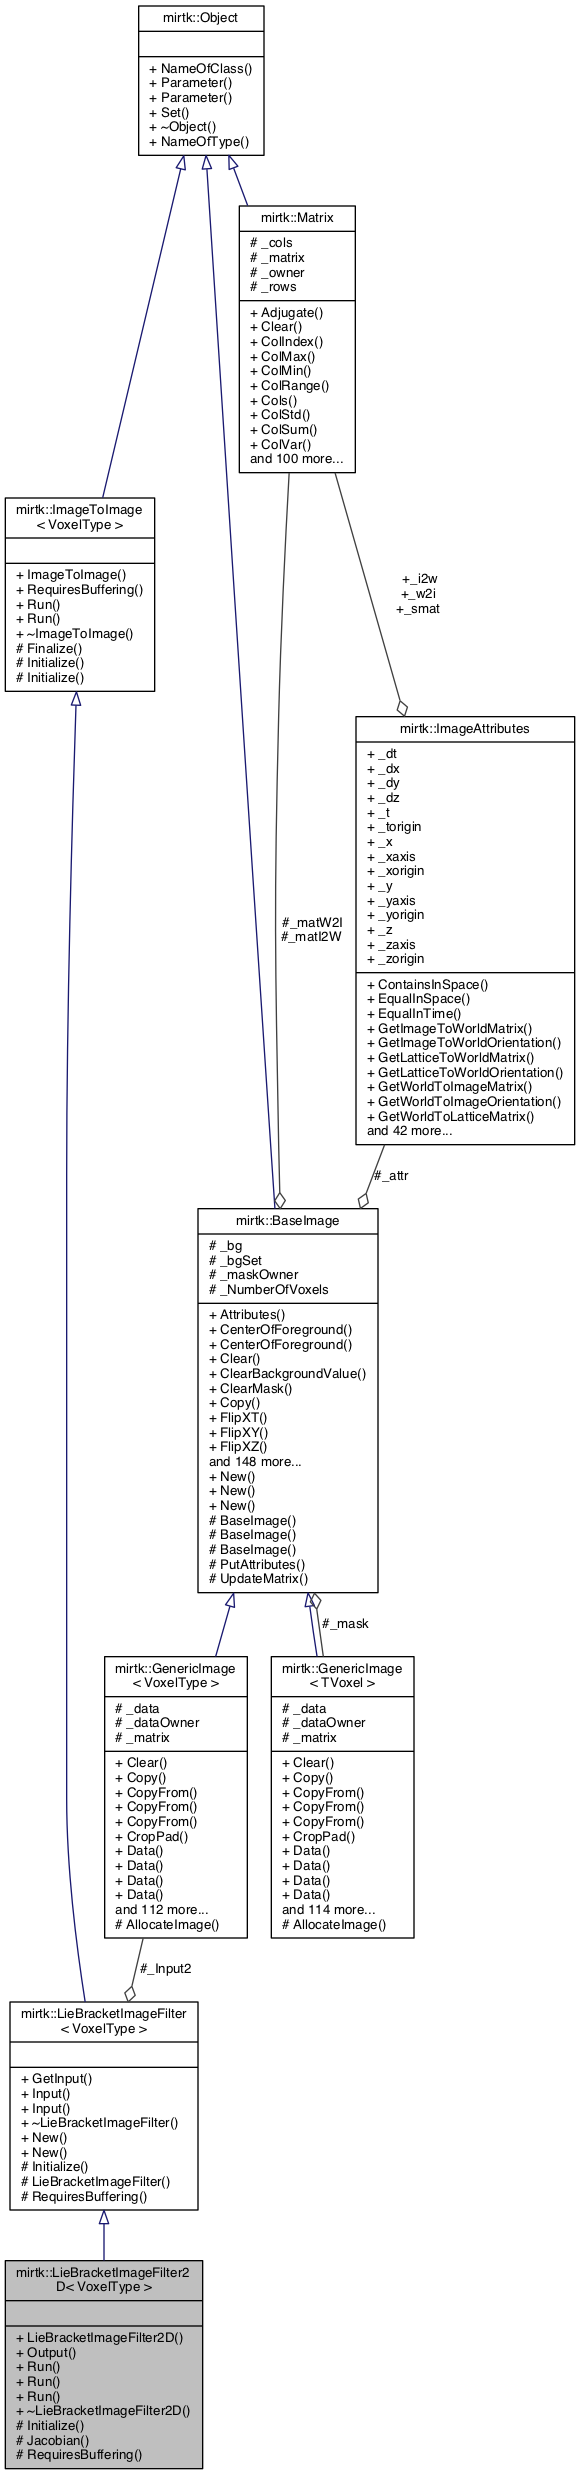 mirtk::Object
+ NameOfClass()
+ Parameter()
+ Parameter()
+ Set()
+ ~Object()
+ NameOfType()
mirtk::Matrix
# _cols
# _matrix
# _owner
# _rows
+ Adjugate()
+ Clear()
+ ColIndex()
+ ColMax()
+ ColMin()
+ ColRange()
+ Cols()
+ ColStd()
+ ColSum()
+ ColVar()
and 100 more...
mirtk::ImageToImage
< VoxelType >
+ ImageToImage()
+ RequiresBuffering()
+ Run()
+ Run()
+ ~ImageToImage()
# Finalize()
# Initialize()
# Initialize()
+_i2w
+_w2i
+_smat
mirtk::ImageAttributes
+ _dt
+ _dx
+ _dy
+ _dz
+ _t
+ _torigin
+ _x
+ _xaxis
+ _xorigin
+ _y
+ _yaxis
+ _yorigin
+ _z
+ _zaxis
+ _zorigin
+ ContainsInSpace()
+ EqualInSpace()
+ EqualInTime()
+ GetImageToWorldMatrix()
+ GetImageToWorldOrientation()
+ GetLatticeToWorldMatrix()
+ GetLatticeToWorldOrientation()
+ GetWorldToImageMatrix()
+ GetWorldToImageOrientation()
+ GetWorldToLatticeMatrix()
and 42 more...
#_matW2I
#_matI2W
#_attr
mirtk::BaseImage
# _bg
# _bgSet
# _maskOwner
# _NumberOfVoxels
+ Attributes()
+ CenterOfForeground()
+ CenterOfForeground()
+ Clear()
+ ClearBackgroundValue()
+ ClearMask()
+ Copy()
+ FlipXT()
+ FlipXY()
+ FlipXZ()
and 148 more...
+ New()
+ New()
+ New()
# BaseImage()
# BaseImage()
# BaseImage()
# PutAttributes()
# UpdateMatrix()
#_mask
mirtk::GenericImage
< VoxelType >
# _data
# _dataOwner
# _matrix
+ Clear()
+ Copy()
+ CopyFrom()
+ CopyFrom()
+ CopyFrom()
+ CropPad()
+ Data()
+ Data()
+ Data()
+ Data()
and 112 more...
# AllocateImage()
mirtk::GenericImage
< TVoxel >
# _data
# _dataOwner
# _matrix
+ Clear()
+ Copy()
+ CopyFrom()
+ CopyFrom()
+ CopyFrom()
+ CropPad()
+ Data()
+ Data()
+ Data()
+ Data()
and 114 more...
# AllocateImage()
#_Input2
mirtk::LieBracketImageFilter
< VoxelType >
+ GetInput()
+ Input()
+ Input()
+ ~LieBracketImageFilter()
+ New()
+ New()
# Initialize()
# LieBracketImageFilter()
# RequiresBuffering()
mirtk::LieBracketImageFilter2
D< VoxelType >
+ LieBracketImageFilter2D()
+ Output()
+ Run()
+ Run()
+ Run()
+ ~LieBracketImageFilter2D()
# Initialize()
# Jacobian()
# RequiresBuffering()